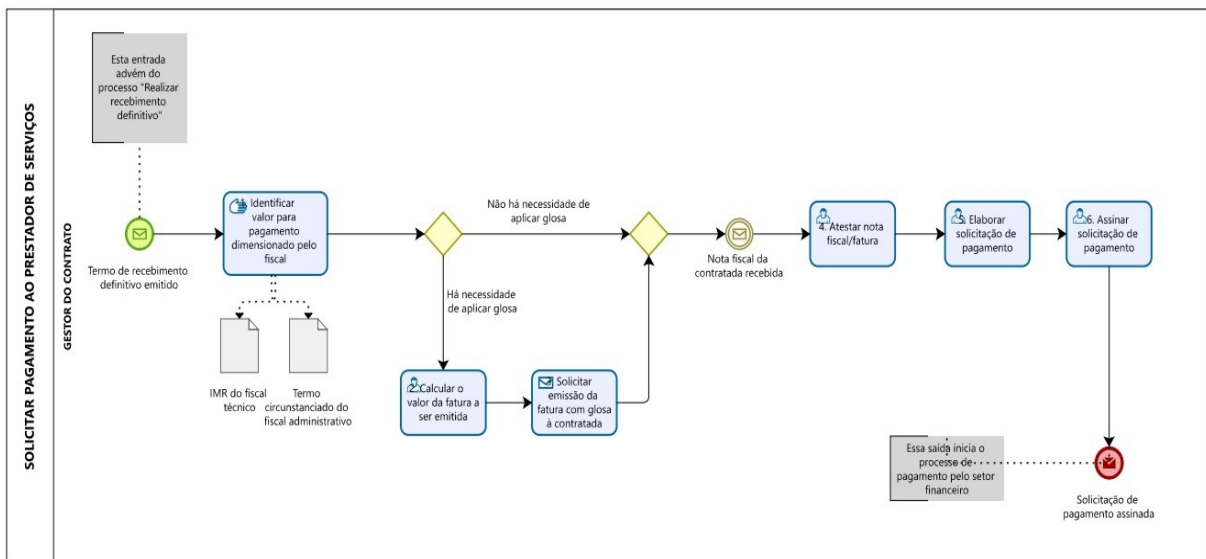 SOLICITAR PAGAMENTO AO PRESTADOR DE SERVIÇOS
GESTOR DO CONTRATO
Esta entrada
advém do
processo "Realizar
recebimento
definitivo"
Termo de recebimento
definitivo emitido
Identificar
valor para
pagamento
dimensionado pelo
fiscal
IMR do fiscal
técnico
Termo
circunstanciado do
fiscal administrativo
Não há necessidade de
aplicar glosa
Há necessidade
de aplicar glosa
2. Calcular o
valor da fatura a
ser emitida
Solicitar
emissão da
fatura com glosa
à contratada
Nota fiscal da
contratada recebida
4. Atestar nota
fiscal/fatura
5. Elaborar
solicitação de
pagamento
6. Assinar
solicitação de
pagamento
Essa saída inicia o
processo de
pagamento pelo setor
financeiro
Solicitação de
pagamento assinada